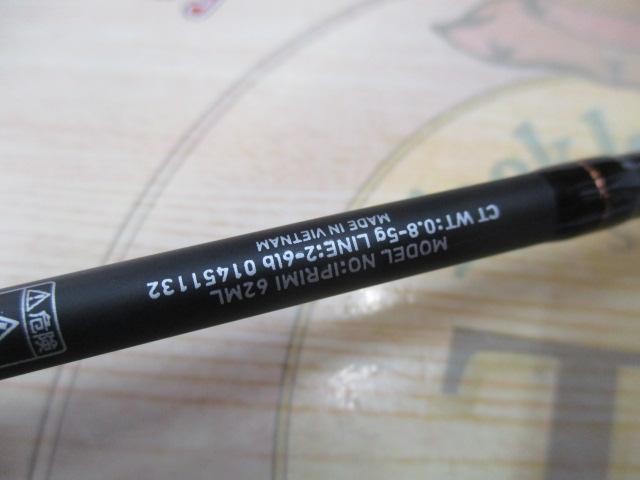 MODEL NO:IPRIMI 62ML
CT WT:0.8-5g LINE:2-6lb 01451132
MADE IN VIETNAM
危険